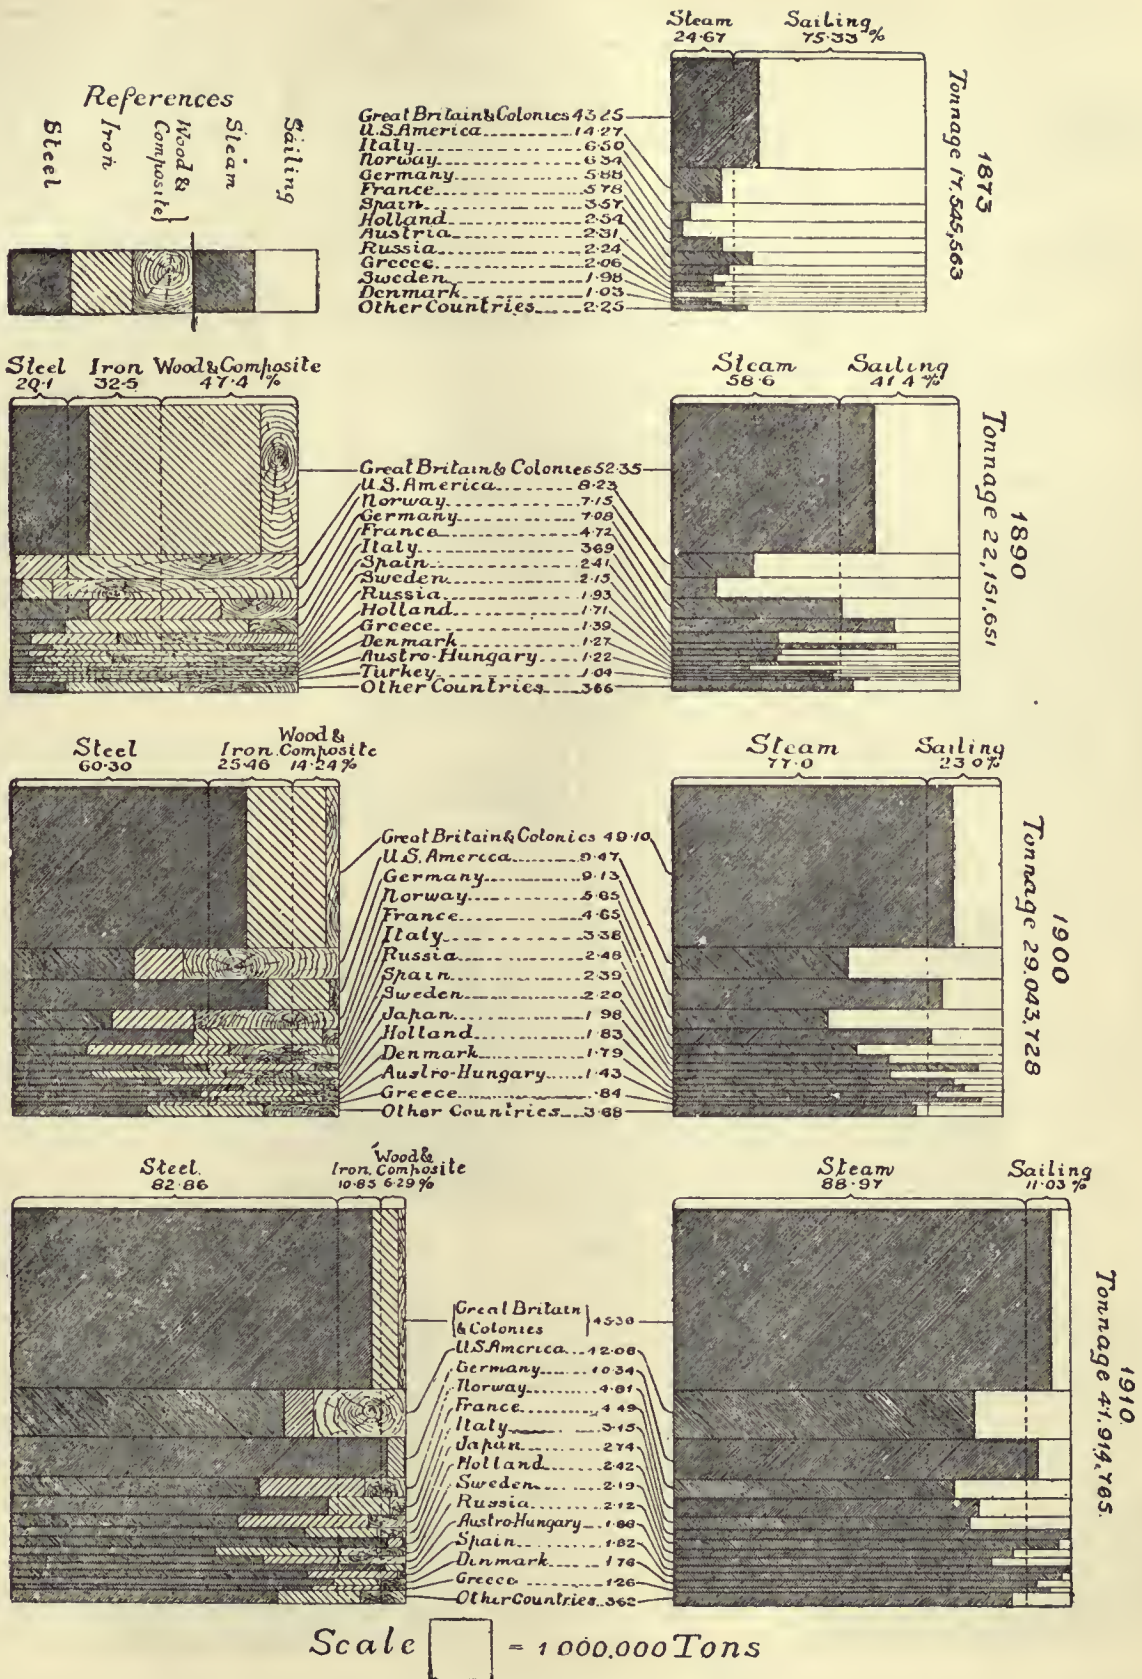 Steam Sailing
24·67 75·33 %
1873
Tonnage 17,545,563
References
Steel
Iron
Wood & Composite
Steam
Sailing
Great Britain & Colonies 43·25
U.S. America 14·27
Italy 6·50
Norway 6·34
Germany 5·88
France 5·78
Spain 3·57
Holland 2·54
Austria 2·31
Russia 2·24
Greece 2·06
Sweden 1·98
Denmark 1·03
Other Countries 2·25
Steel Iron Wood & Composite
20·1 32·5 47·4 %
Steam Sailing
58·6 41·4 %
1890
Tonnage 22,151,651
Great Britain & Colonies 52·35
U.S. America 8·23
Norway 7·15
Germany 7·08
France 4·72
Italy 3·69
Spain 2·41
Sweden 2·15
Russia 1·93
Holland 1·71
Greece 1·39
Denmark 1·27
Austro-Hungary 1·22
Turkey 1·04
Other Countries 3·66
Steel Iron. Wood & Composite
60·30 25·46 14·24 %
Steam Sailing
77·0 23·0 %
1900
Tonnage 29,043,728
Great Britain & Colonies 49·10
U.S. America 9·47
Germany 9·13
Norway 5·65
France 4·65
Italy 3·38
Russia 2·48
Spain 2·39
Sweden 2·20
Japan 1·98
Holland 1·83
Denmark 1·79
Austro-Hungary 1·43
Greece ·84
Other Countries 3·68
Steel. Iron. Wood & Composite
82·86 10·85 6·29 %
Steam Sailing
88·97 11·03 %
1910.
Tonnage 41,914,765.
Great Britain & Colonies
U.S. America 12·06
Germany 10·34
Norway 4·81
France 4·49
Italy 3·15
Japan 2·74
Holland 2·42
Sweden 2·19
Russia 2·12
Austro-Hungary
Spain 1·82
Denmark 1·76
Greece 1·26
Other Countries 3·62
Scale = 1 000,000 Tons